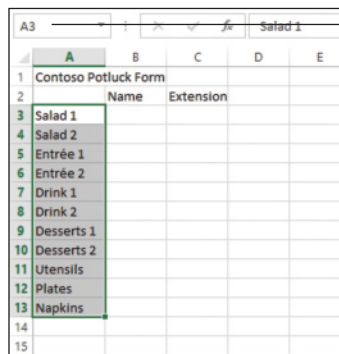 A3 fx Salad 1
A B C D E
1 Contoso Potluck Form
2 Name Extension
3 Salad 1
4 Salad 2
5 Entrée 1
6 Entrée 2
7 Drink 1
8 Drink 2
9 Desserts 1
10 Desserts 2
11 Utensils
12 Plates
13 Napkins
14
15